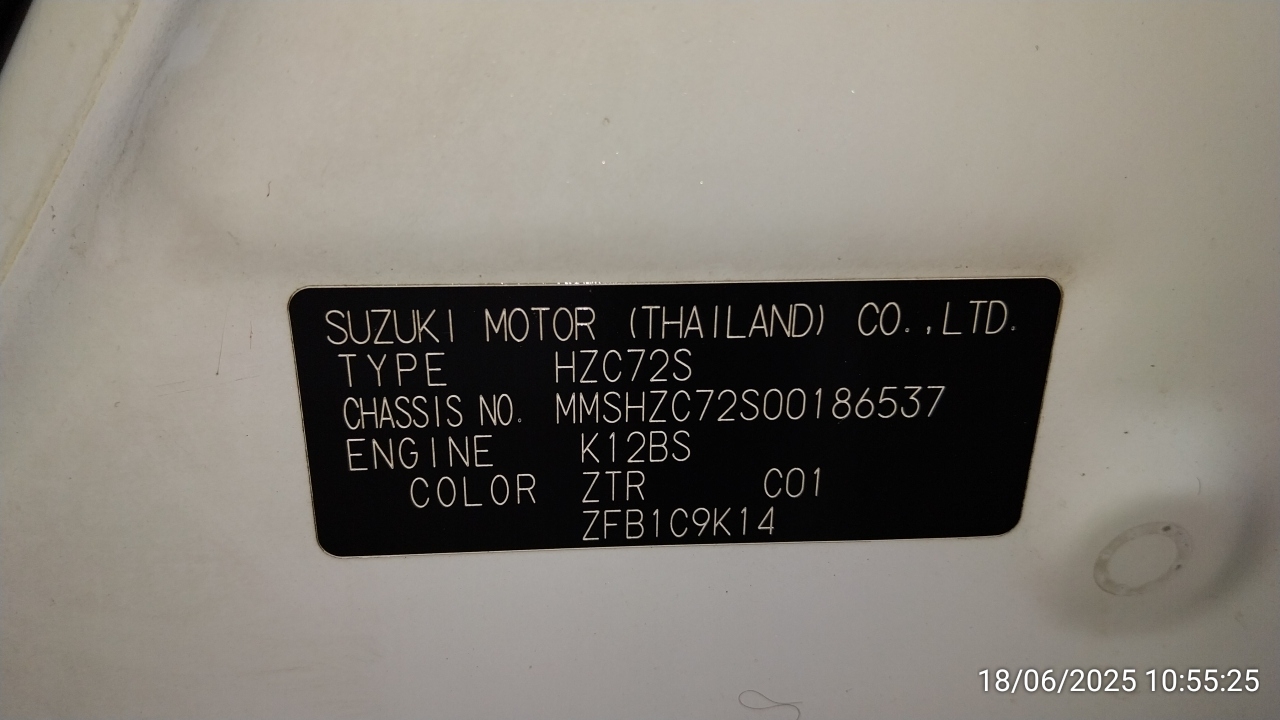 SUZUKI MOTOR (THAILAND) CO.,LTD.
TYPE HZC72S
CHASSIS NO. MMSHZC72S00186537
ENGINE K12BS
COLOR ZTR C01
ZFB1C9K14
18/06/2025 10:55:25